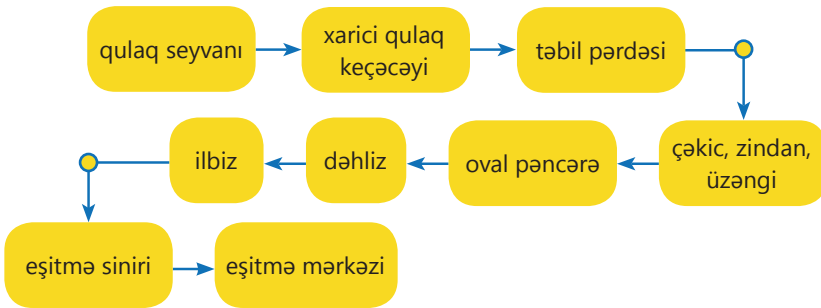 qulaq seyvanı
xarici qulaq
keçəcəyi
təbil pərdəsi
çəkic, zindan,
üzəngi
oval pəncərə
dəhliz
ilbiz
eşitmə siniri
eşitmə mərkəzi